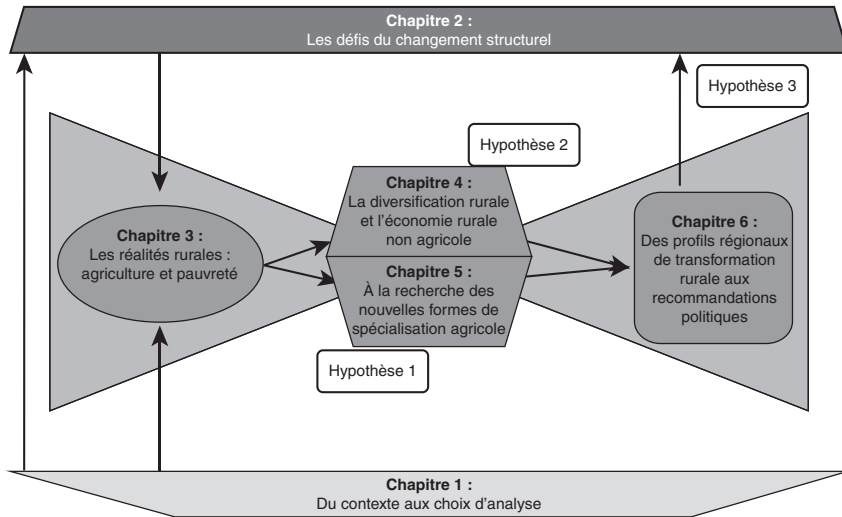 Chapitre 2 :
Les défis du changement structurel
Hypothèse 3
Hypothèse 2
Chapitre 4 :
La diversification rurale
et l'économie rurale
non agricole
Chapitre 3 :
Les réalités rurales :
agriculture et pauvreté
Chapitre 6 :
Des profils régionaux
de transformation
rurale aux
recommandations
politiques
Chapitre 5 :
À la recherche des
nouvelles formes de
spécialisation agricole
Hypothèse 1
Chapitre 1 :
Du contexte aux choix d'analyse